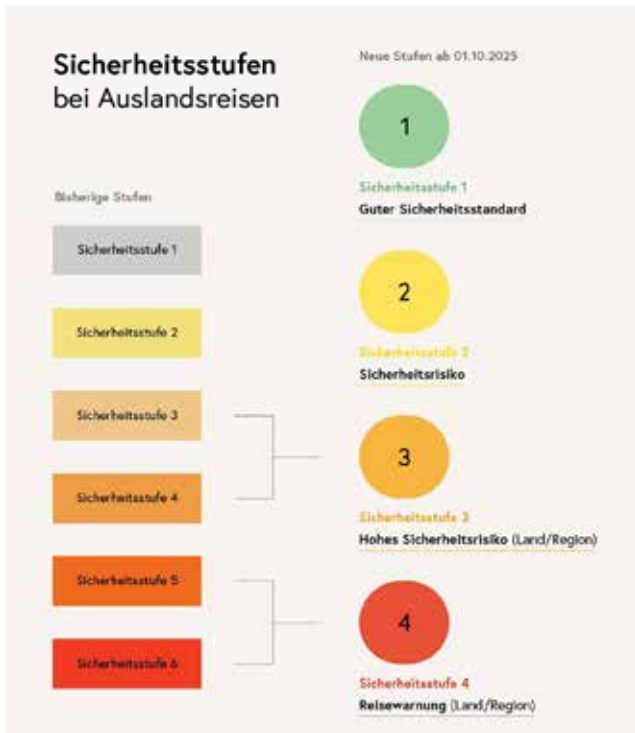 Sicherheitsstufen
bei Auslandsreisen
Bisherige Stufen
Sicherheitsstufe 1
Sicherheitsstufe 2
Sicherheitsstufe 3
Sicherheitsstufe 4
Sicherheitsstufe 5
Sicherheitsstufe 6
Neue Stufen ab 01.10.2025
1
Sicherheitsstufe 1
Guter Sicherheitsstandard
2
Sicherheitsstufe 2
Sicherheitsrisiko
3
Sicherheitsstufe 3
Hohes Sicherheitsrisiko (Land/Region)
4
Sicherheitsstufe 4
Reisewarnung (Land/Region)